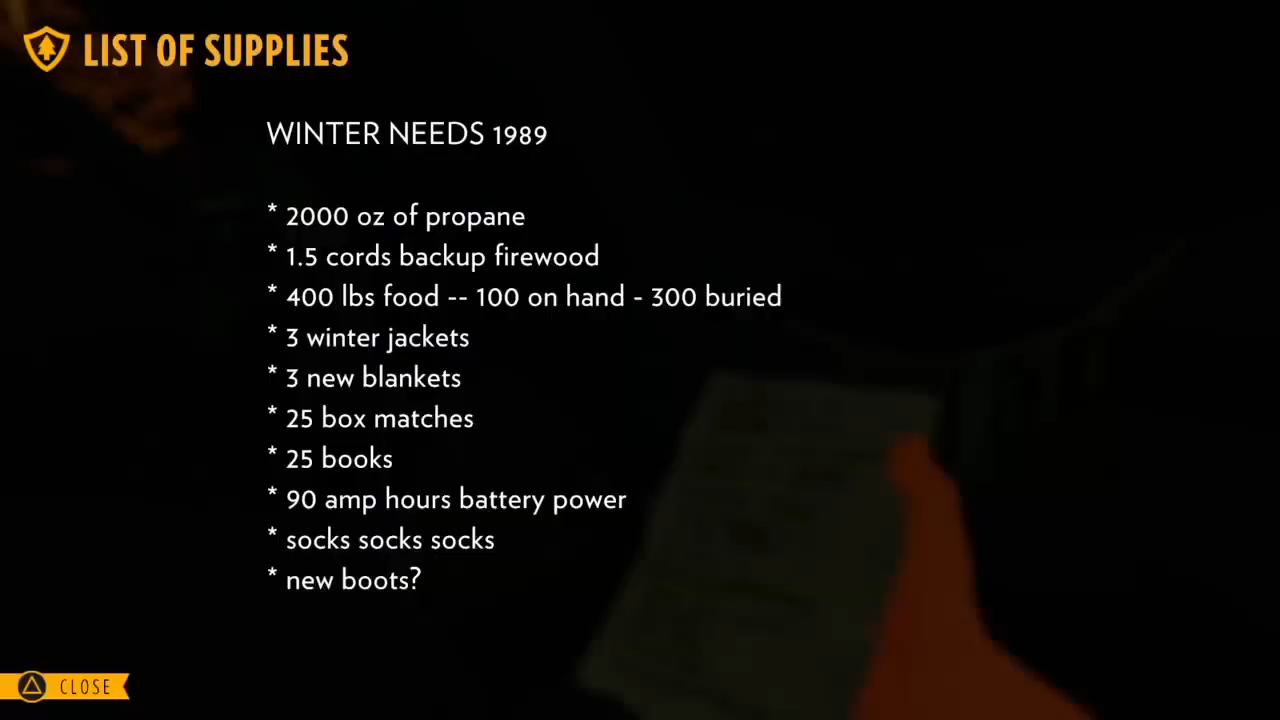 LIST OF SUPPLIES
WINTER NEEDS 1989
* 2000 oz of propane
* 1.5 cords backup firewood
* 400 lbs food -- 100 on hand - 300 buried
* 3 winter jackets
* 3 new blankets
* 25 box matches
* 25 books
* 90 amp hours battery power
* socks socks socks
* new boots?
CLOSE